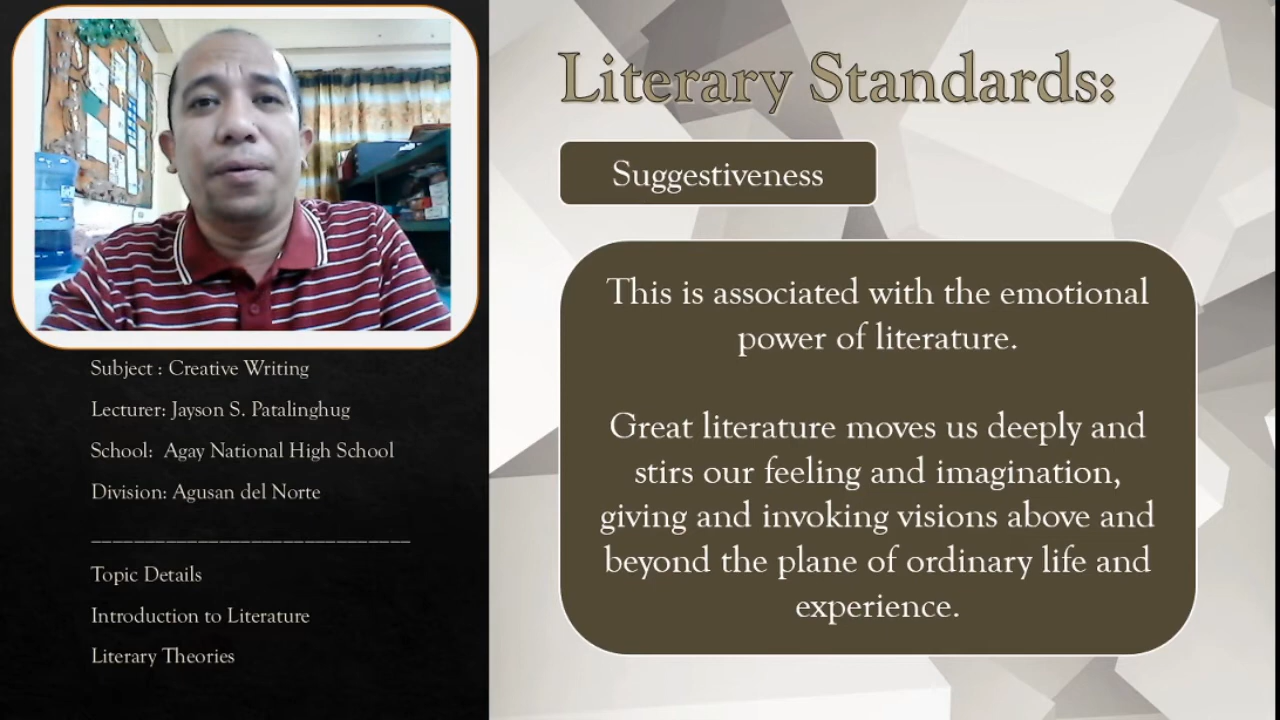 Literary Standards:
Suggestiveness
This is associated with the emotional
power of literature.
Great literature moves us deeply and
stirs our feeling and imagination,
giving and invoking visions above and
beyond the plane of ordinary life and
experience.
Subject : Creative Writing
Lecturer: Jayson S. Patalinghug
School:  Agay National High School
Division: Agusan del Norte
______________________________
Topic Details
Introduction to Literature
Literary Theories